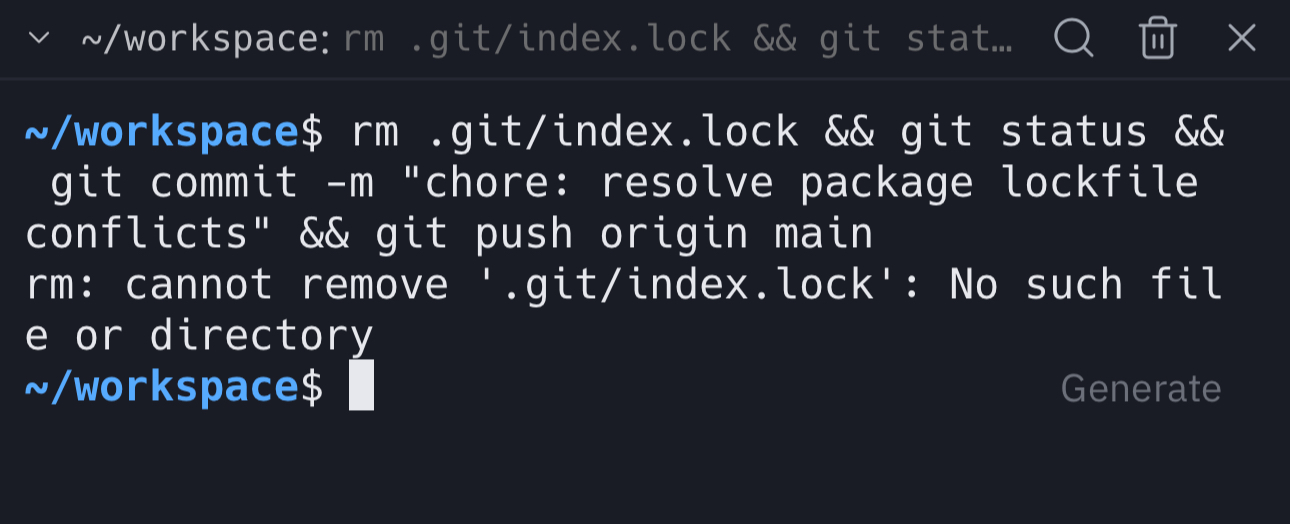 ~/workspace: rm .git/index.lock && git stat…
~/workspace$ rm .git/index.lock && git status &&
 git commit -m "chore: resolve package lockfile
conflicts" && git push origin main
rm: cannot remove '.git/index.lock': No such fil
e or directory
~/workspace$
Generate